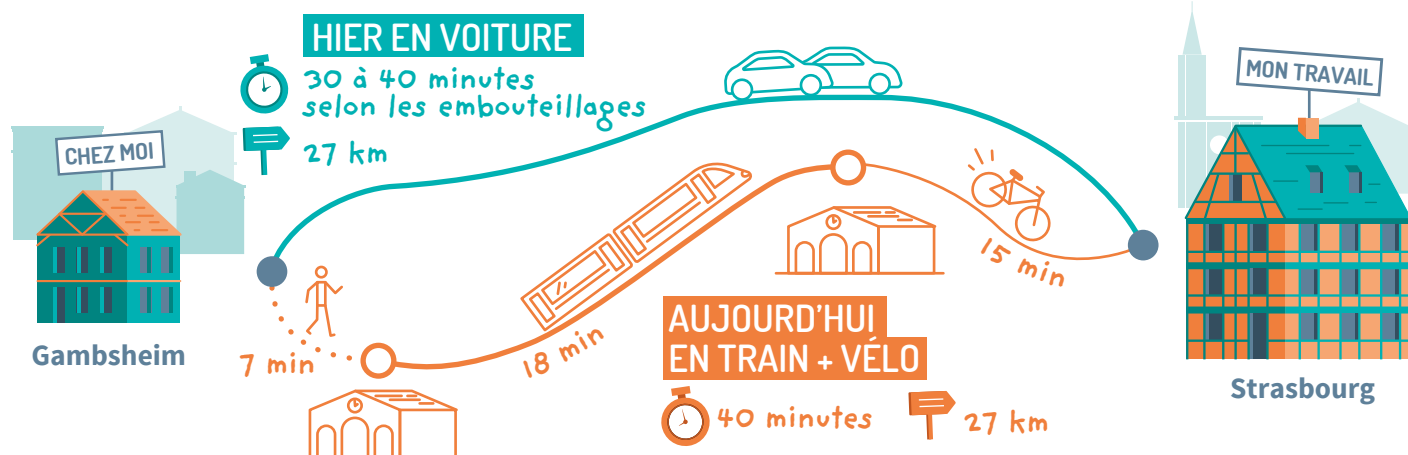 HIER EN VOITURE
30 à 40 minutes
selon les embouteillages
27 km
CHEZ MOI
Gambsheim
7 min
18 min
15 min
MON TRAVAIL
Strasbourg
AUJOURD'HUI
EN TRAIN + VÉLO
40 minutes
27 km